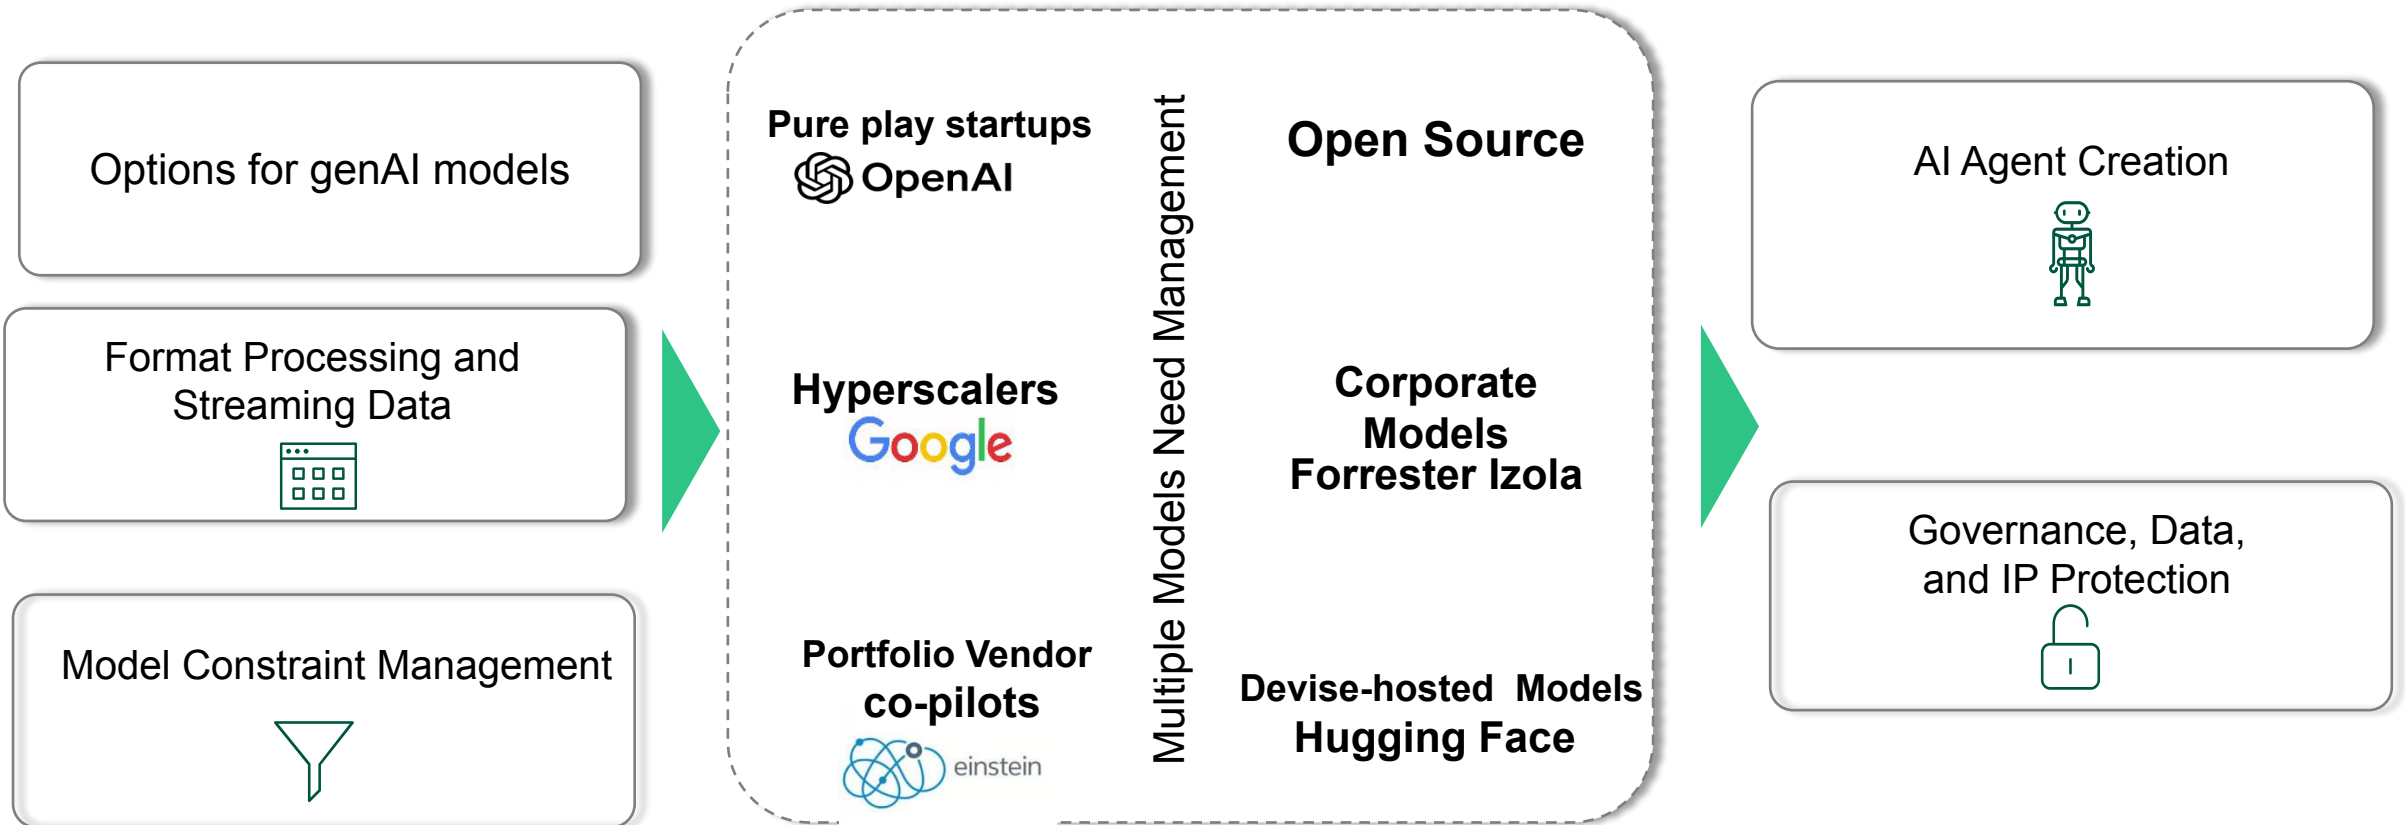 Options for genAI models
Format Processing and
Streaming Data
Model Constraint Management
Pure play startups
OpenAI
Hyperscalers
Google
Portfolio Vendor
co-pilots
einstein
Multiple Models Need Management
Open Source
Corporate
Models
Forrester Izola
Devise-hosted Models
Hugging Face
AI Agent Creation
Governance, Data,
and IP Protection